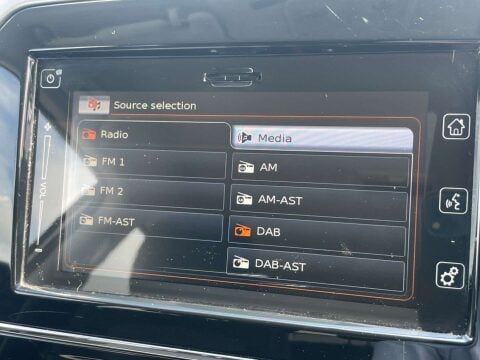 Source selection
Radio
Media
FM 1
AM
FM 2
AM-AST
FM-AST
DAB
DAB-AST
VOL